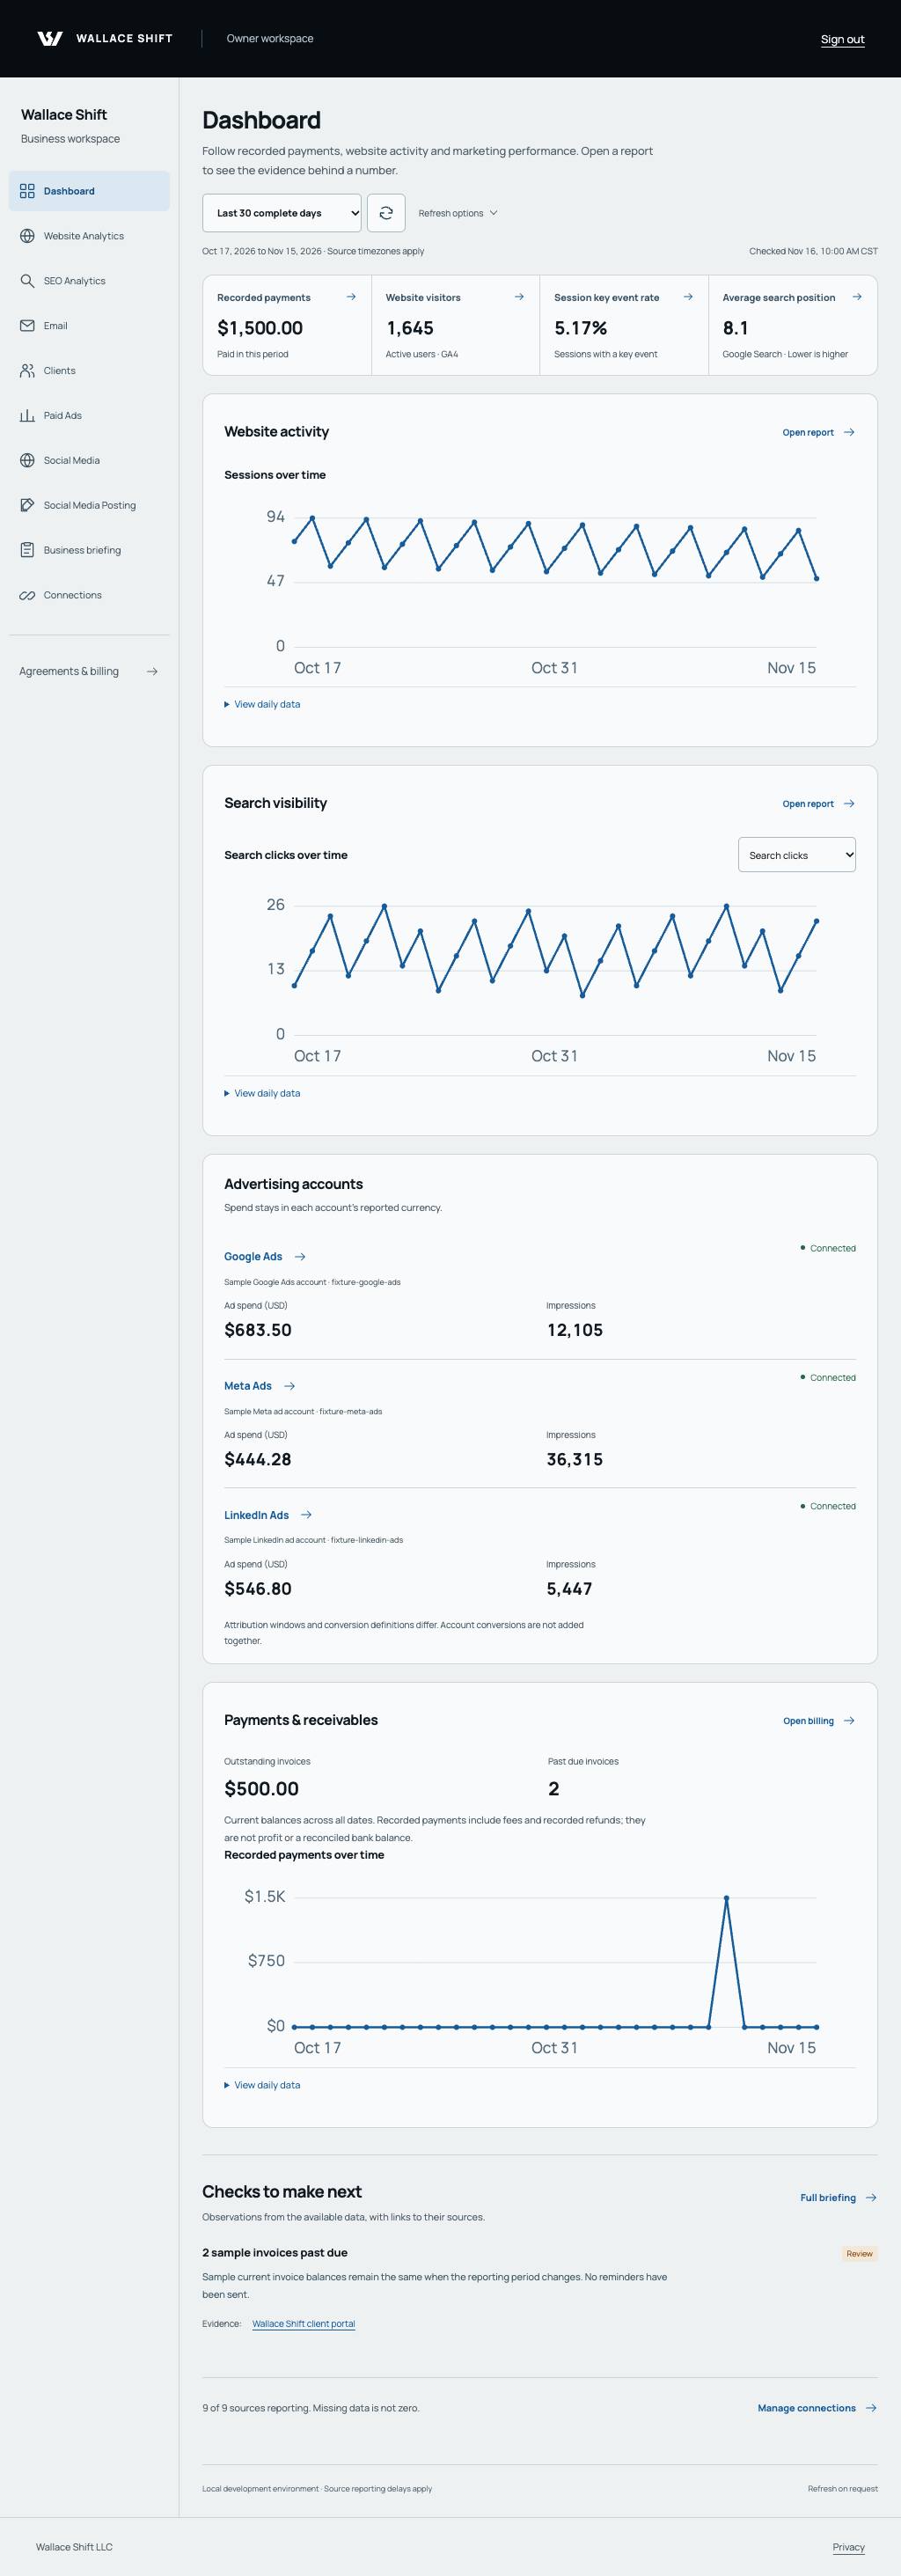 WALLACE SHIFT
Owner workspace
Sign out
Wallace Shift
Business workspace
Dashboard
Website Analytics
SEO Analytics
Email
Clients
Paid Ads
Social Media
Social Media Posting
Business briefing
Connections
Agreements & billing
Dashboard
Follow recorded payments, website activity and marketing performance. Open a report
to see the evidence behind a number.
Last 30 complete days
Refresh options
Oct 17, 2026 to Nov 15, 2026 · Source timezones apply
Checked Nov 16, 10:00 AM CST
Recorded payments
$1,500.00
Paid in this period
Website visitors
1,645
Active users · GA4
Session key event rate
5.17%
Sessions with a key event
Average search position
8.1
Google Search · Lower is higher
Website activity
Open report
Sessions over time
94
47
0
Oct 17
Oct 31
Nov 15
View daily data
Search visibility
Open report
Search clicks over time
Search clicks
26
13
0
Oct 17
Oct 31
Nov 15
View daily data
Advertising accounts
Spend stays in each account's reported currency.
Google Ads
Connected
Sample Google Ads account · fixture-google-ads
Ad spend (USD)
Impressions
$683.50
12,105
Meta Ads
Connected
Sample Meta ad account · fixture-meta-ads
Ad spend (USD)
Impressions
$444.28
36,315
LinkedIn Ads
Connected
Sample LinkedIn ad account · fixture-linkedin-ads
Ad spend (USD)
Impressions
$546.80
5,447
Attribution windows and conversion definitions differ. Account conversions are not added
together.
Payments & receivables
Open billing
Outstanding invoices
Past due invoices
$500.00
2
Current balances across all dates. Recorded payments include fees and recorded refunds; they
are not profit or a reconciled bank balance.
Recorded payments over time
$1.5K
$750
$0
Oct 17
Oct 31
Nov 15
View daily data
Checks to make next
Full briefing
Observations from the available data, with links to their sources.
2 sample invoices past due
Review
Sample current invoice balances remain the same when the reporting period changes. No reminders have
been sent.
Evidence: Wallace Shift client portal
9 of 9 sources reporting. Missing data is not zero.
Manage connections
Local development environment · Source reporting delays apply
Refresh on request
Wallace Shift LLC
Privacy